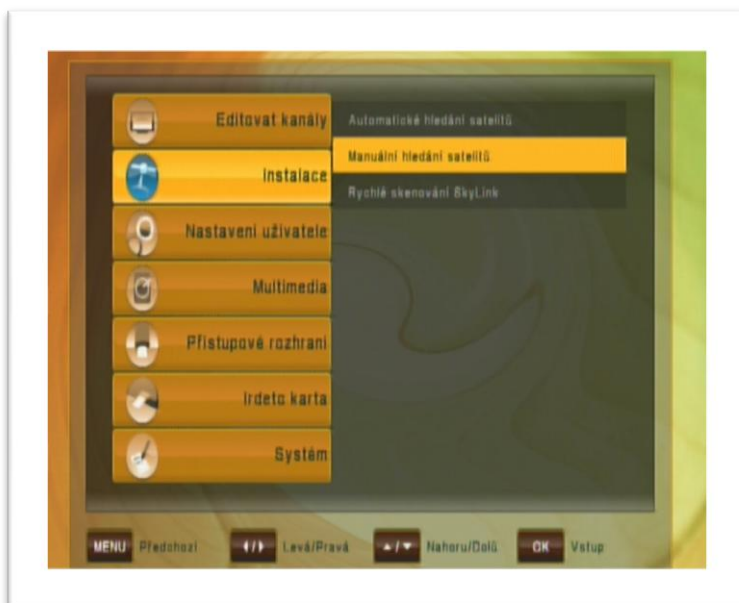 Editovat kanály
Instalace
Nastavení uživatele
Multimedia
Přístupové rozhraní
Irdeto karta
Systém
Automatické hledání satelitů
Manuální hledání satelitů
Rychlé skenování SkyLink
MENU Předchozí ◀/▶ Levá/Pravá ▲/▼ Nahoru/Dolů OK Vstup